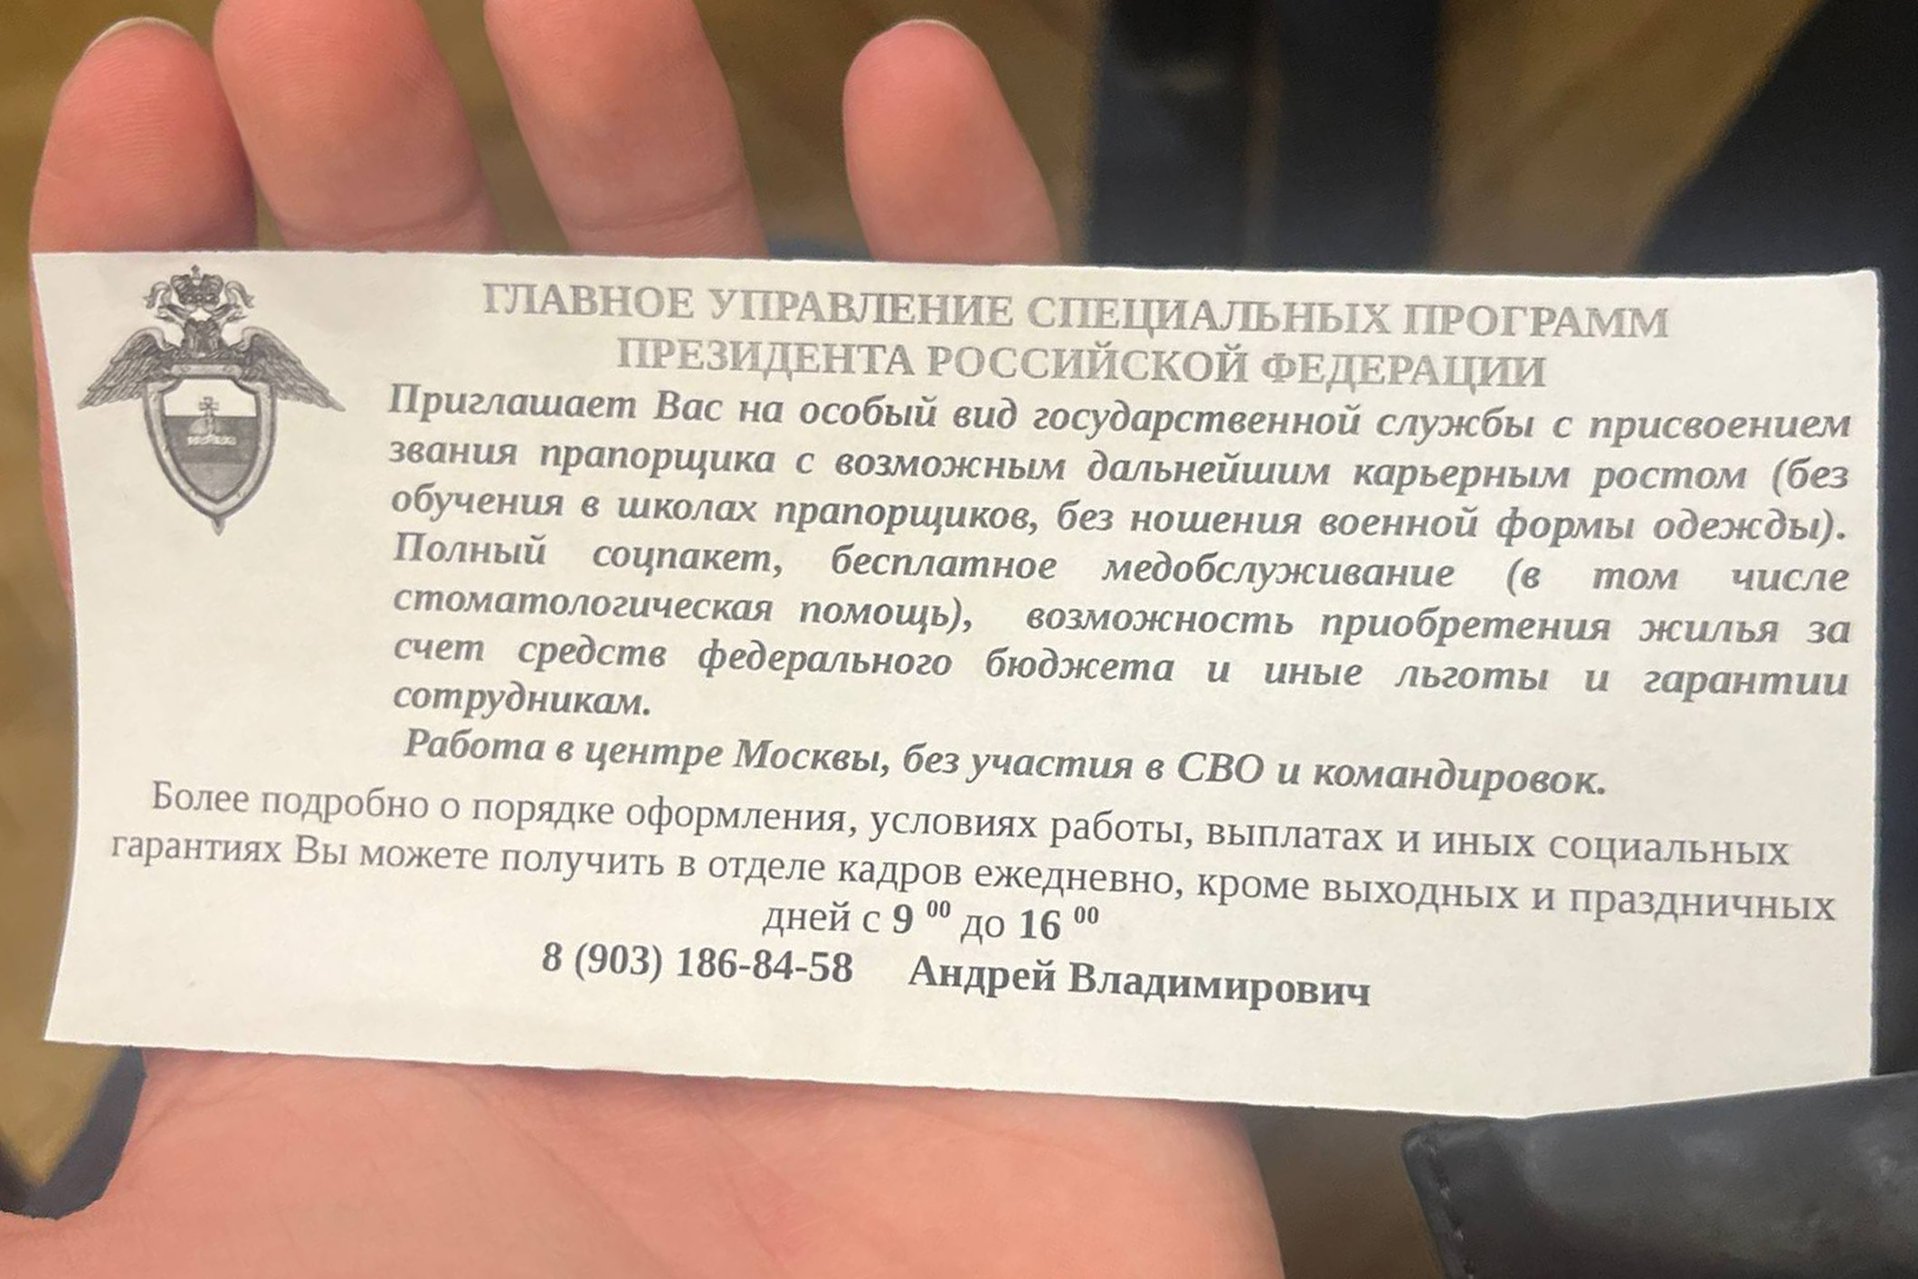 ГЛАВНОЕ УПРАВЛЕНИЕ СПЕЦИАЛЬНЫХ ПРОГРАММ
ПРЕЗИДЕНТА РОССИЙСКОЙ ФЕДЕРАЦИИ
Приглашает Вас на особый вид государственной службы с присвоением
звания прапорщика с возможным дальнейшим карьерным ростом (без
обучения в школах прапорщиков, без ношения военной формы одежды).
Полный соцпакет, бесплатное медобслуживание (в том числе
стоматологическая помощь), возможность приобретения жилья за
счет средств федерального бюджета и иные льготы и гарантии
сотрудникам.
Работа в центре Москвы, без участия в СВО и командировок.
Более подробно о порядке оформления, условиях работы, выплатах и иных социальных
гарантиях Вы можете получить в отделе кадров ежедневно, кроме выходных и праздничных
дней с 9 00 до 16 00
8 (903) 186-84-58 Андрей Владимирович